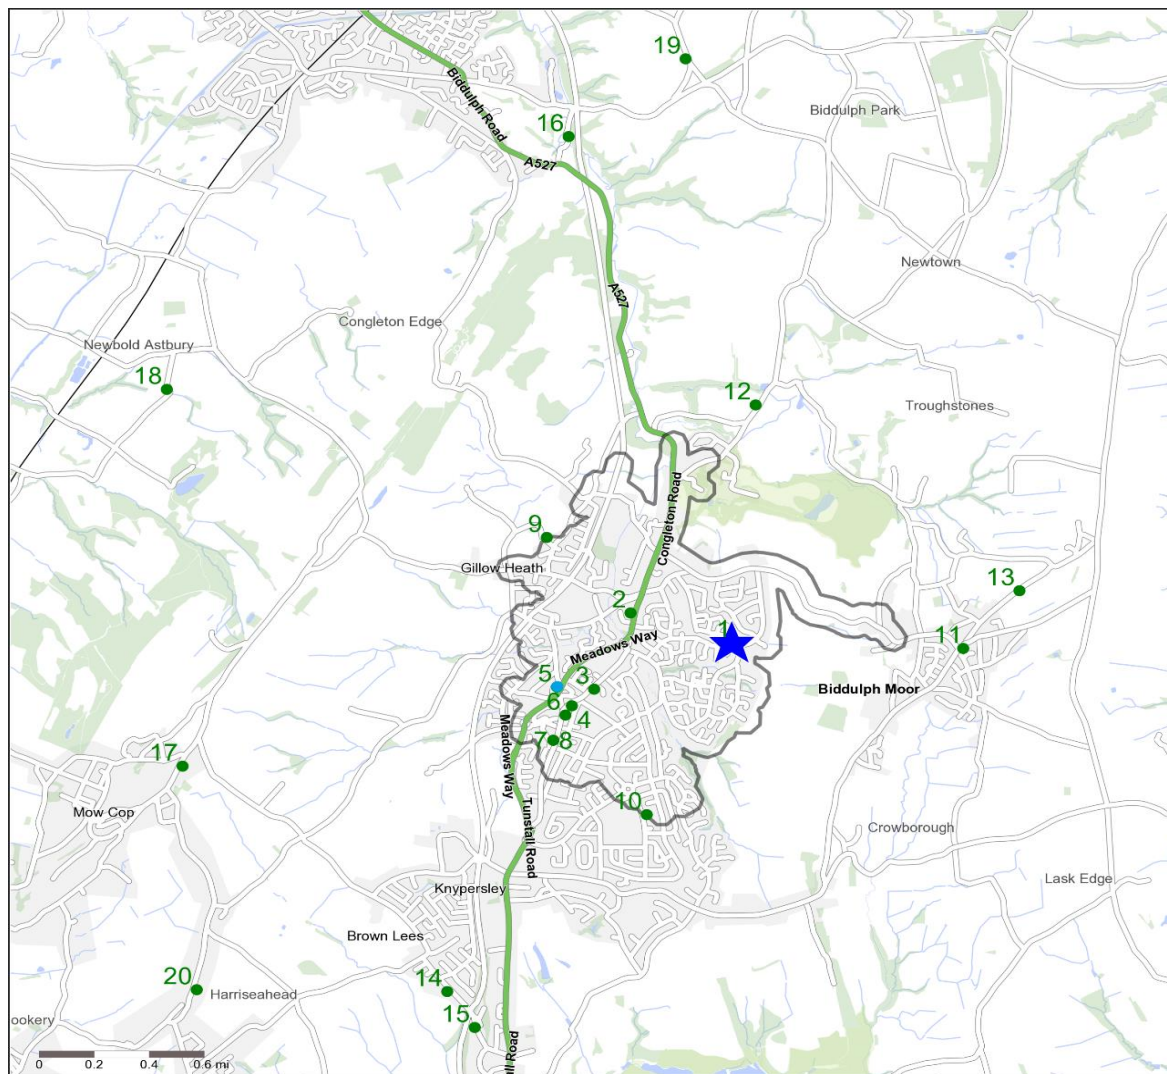 19
Biddulph Road
Biddulph Park
16
A527
Newtown
A527
Congleton Edge
Newbold Astbury
18
12
Troughstones
Congleton Road
9
Gillow Heath
13
2
1
11
Meadows Way
5
3
Biddulph Moor
6
4
Meadows Way
7
8
17
10
Mow Cop
Tunstall Road
Crowborough
Knypersley
Lask Edge
Brown Lees
14
20
Harriseahead
15
ookery
all Road
0 0.2 0.4 0.6 mi